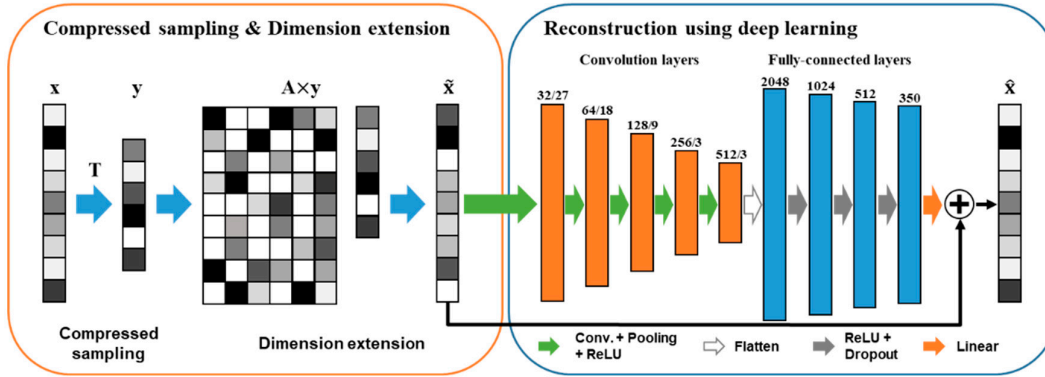 Compressed sampling & Dimension extension
x
y
A×y
x̃
T
Compressed
sampling
Dimension extension
Reconstruction using deep learning
Convolution layers
Fully-connected layers
32/27
64/18
128/9
256/3
512/3
2048
1024
512
350
x̂
+
Conv. + Pooling
+ ReLU
Flatten
ReLU +
Dropout
Linear